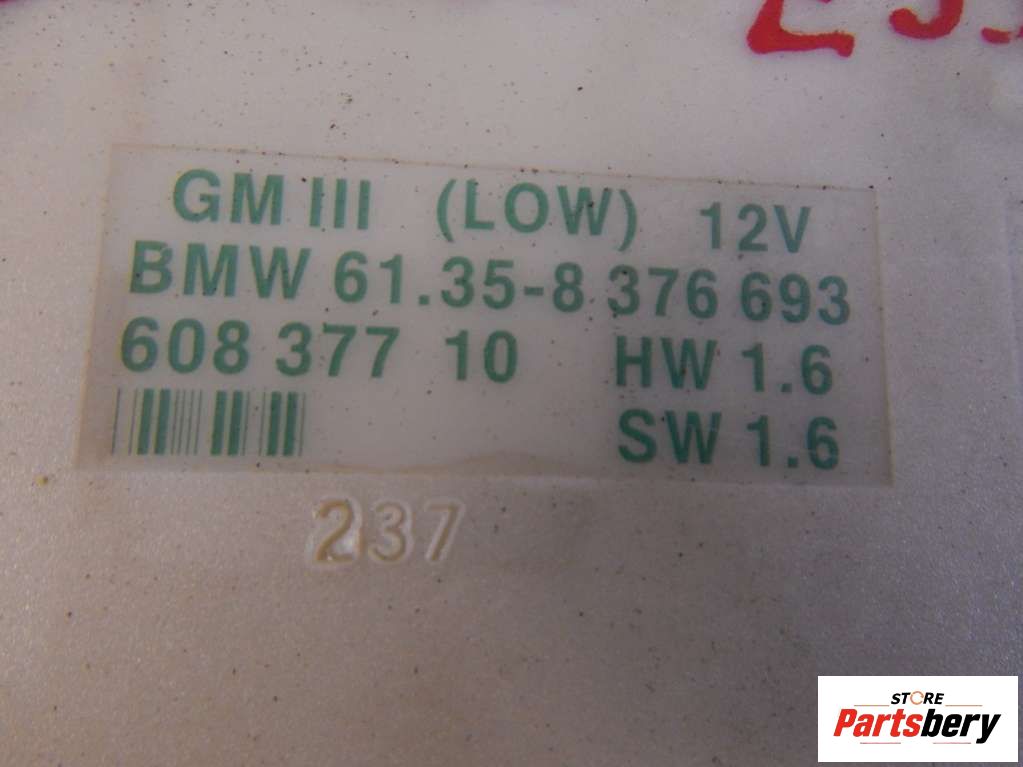 GM III (LOW) 12V
BMW 61.35-8 376 693
608 377 10 HW 1.6
SW 1.6
237
STORE
Partsbery